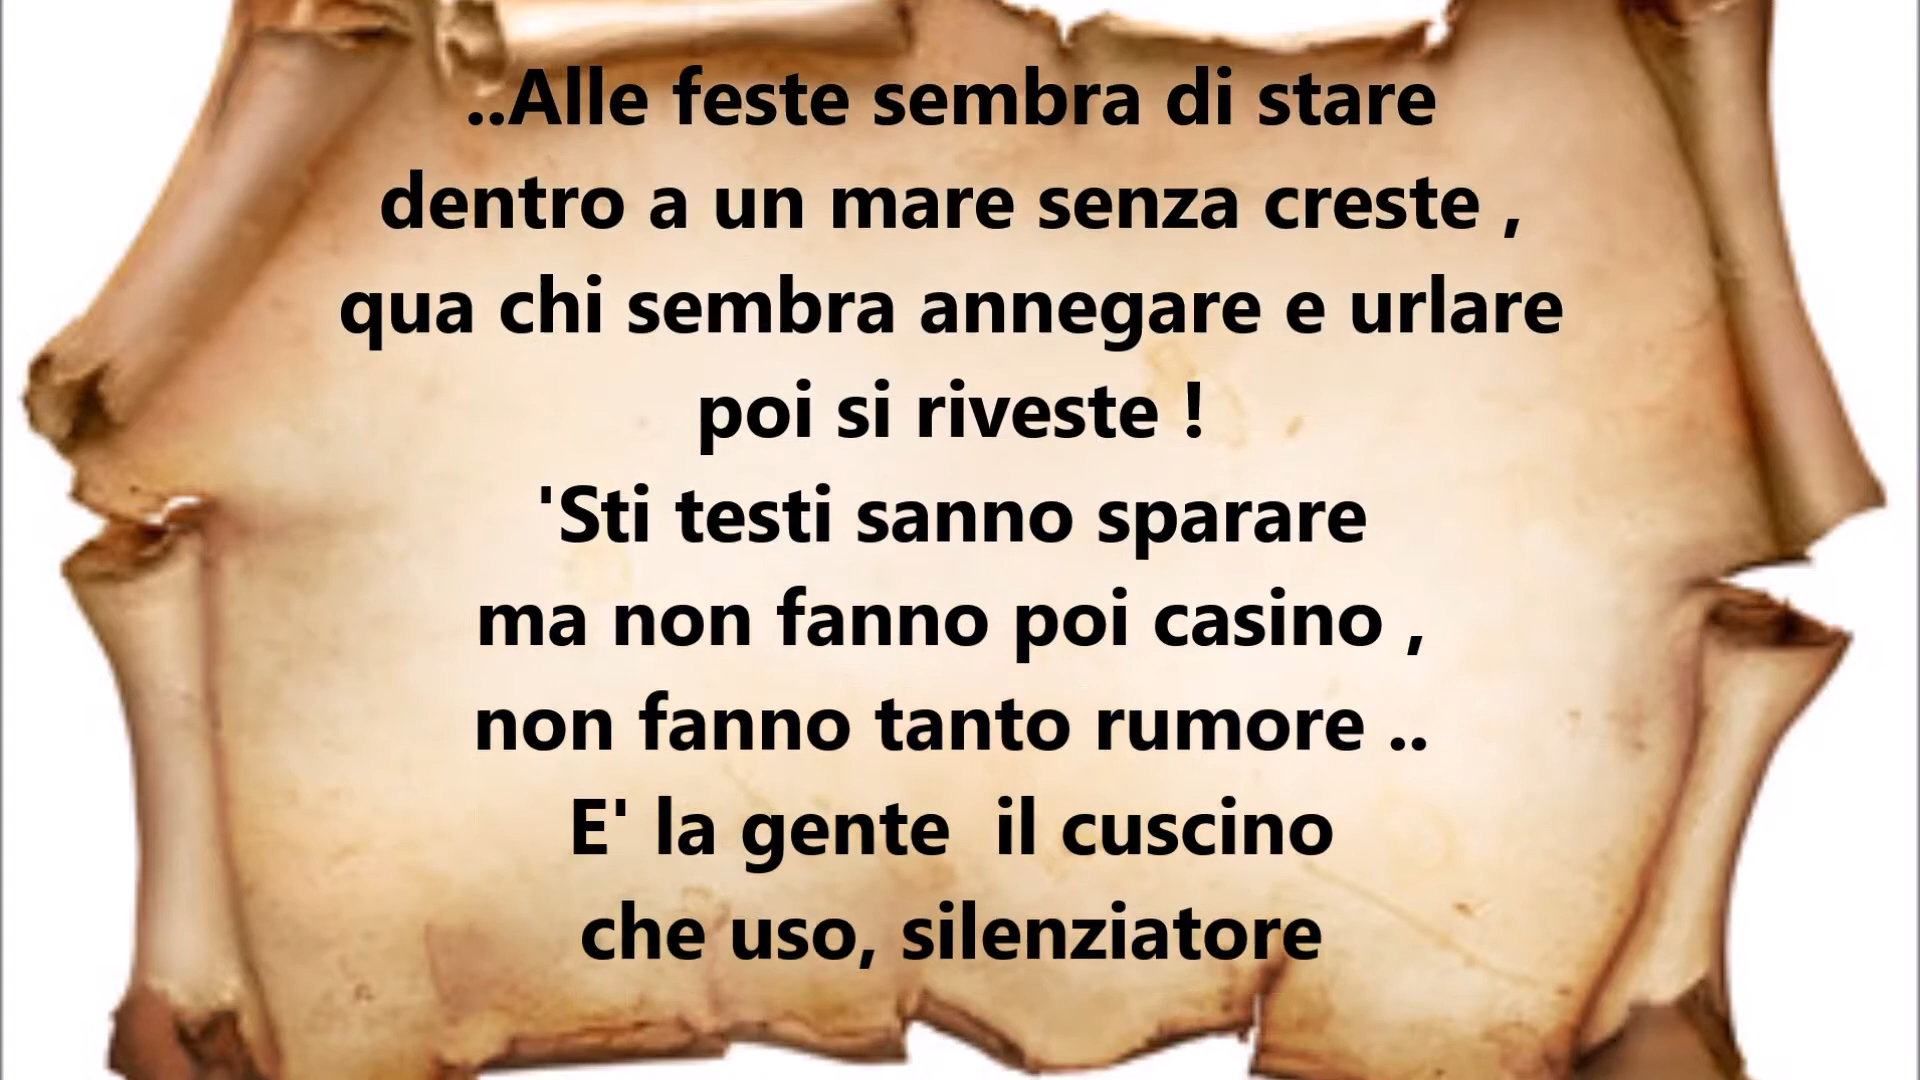 ..Alle feste sembra di stare
dentro a un mare senza creste ,
qua chi sembra annegare e urlare
poi si riveste !
'Sti testi sanno sparare
ma non fanno poi casino ,
non fanno tanto rumore ..
E' la gente  il cuscino
che uso, silenziatore